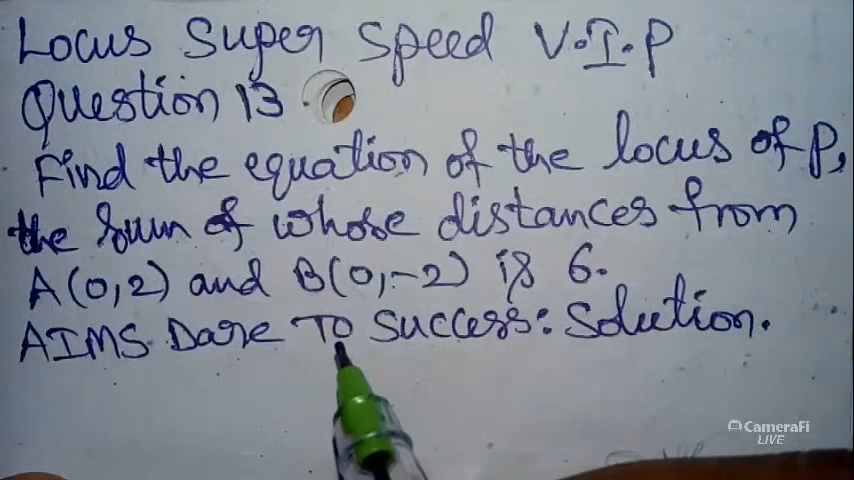 Locus Super Speed V.I.P
Question 13
Find the equation of the locus of P,
the sum of whose distances from
A(0,2) and B(0,-2) is 6.
AIMS Dare To Success: Solution.
CameraFi
LIVE